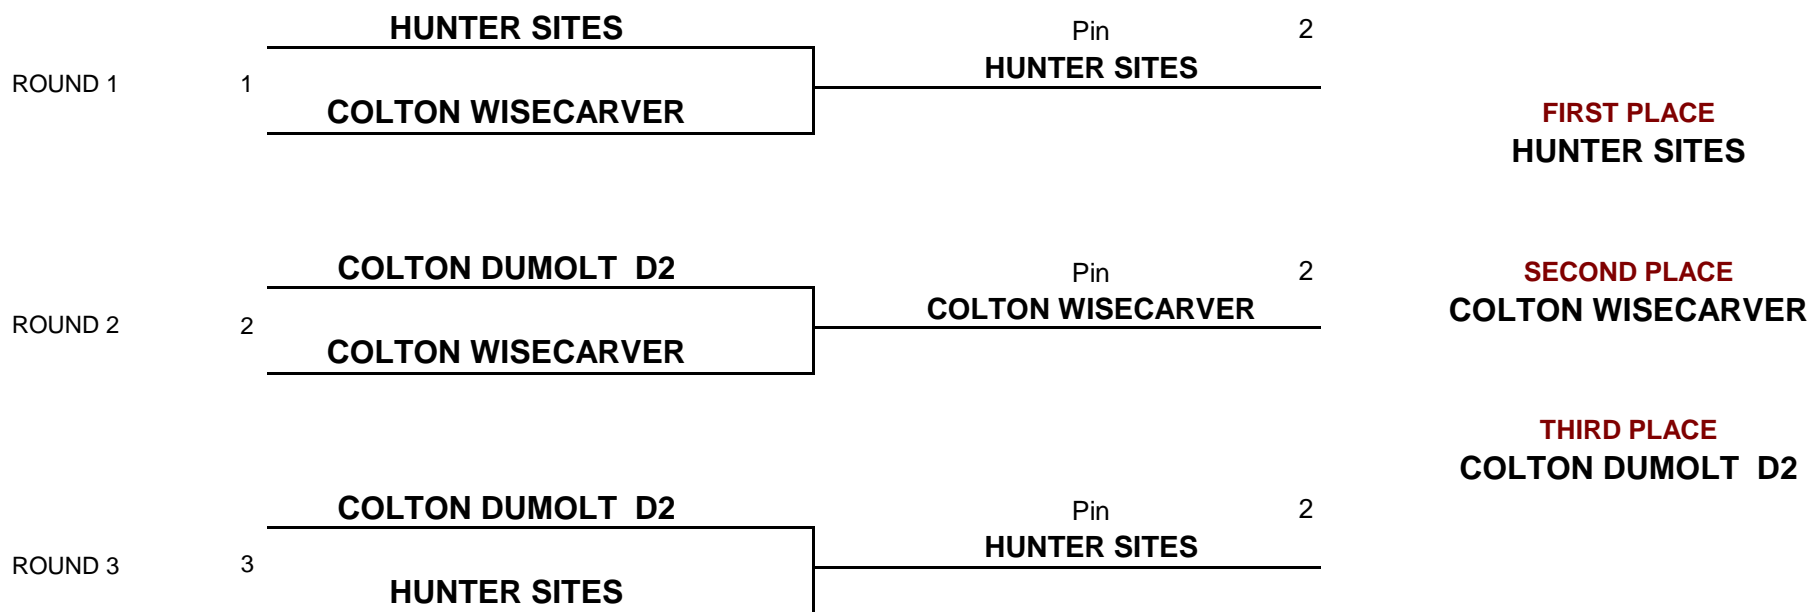 HUNTER SITES
Pin 2
HUNTER SITES
ROUND 1 1
COLTON WISECARVER
FIRST PLACE
HUNTER SITES
COLTON DUMOLT  D2
Pin 2
SECOND PLACE
COLTON WISECARVER
COLTON WISECARVER
ROUND 2 2
COLTON WISECARVER
THIRD PLACE
COLTON DUMOLT  D2
COLTON DUMOLT  D2
Pin 2
HUNTER SITES
ROUND 3 3
HUNTER SITES